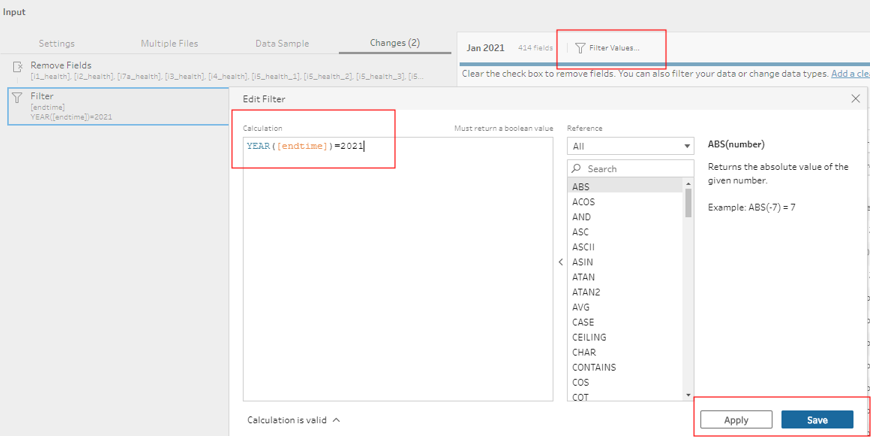 Input
Settings
Multiple Files
Data Sample
Changes (2)
Jan 2021 414 fields Filter Values...
Remove Fields
[i1_health], [i2_health], [i7a_health], [i3_health], [i4_health], [i5_health_1], [i5_health_2], [i5_health_3], [i5...
Clear the check box to remove fields. You can also filter your data or change data types. Add a cle
Filter
[endtime]
YEAR([endtime])=2021
Edit Filter
Calculation
Must return a boolean value
Reference
YEAR([endtime])=2021
All
Search
ABS
ACOS
AND
ASC
ASCII
ASIN
ATAN
ATAN2
AVG
CASE
CEILING
CHAR
CONTAINS
COS
COT
ABS(number)
Returns the absolute value of the
given number.
Example: ABS(-7) = 7
Calculation is valid
Apply
Save